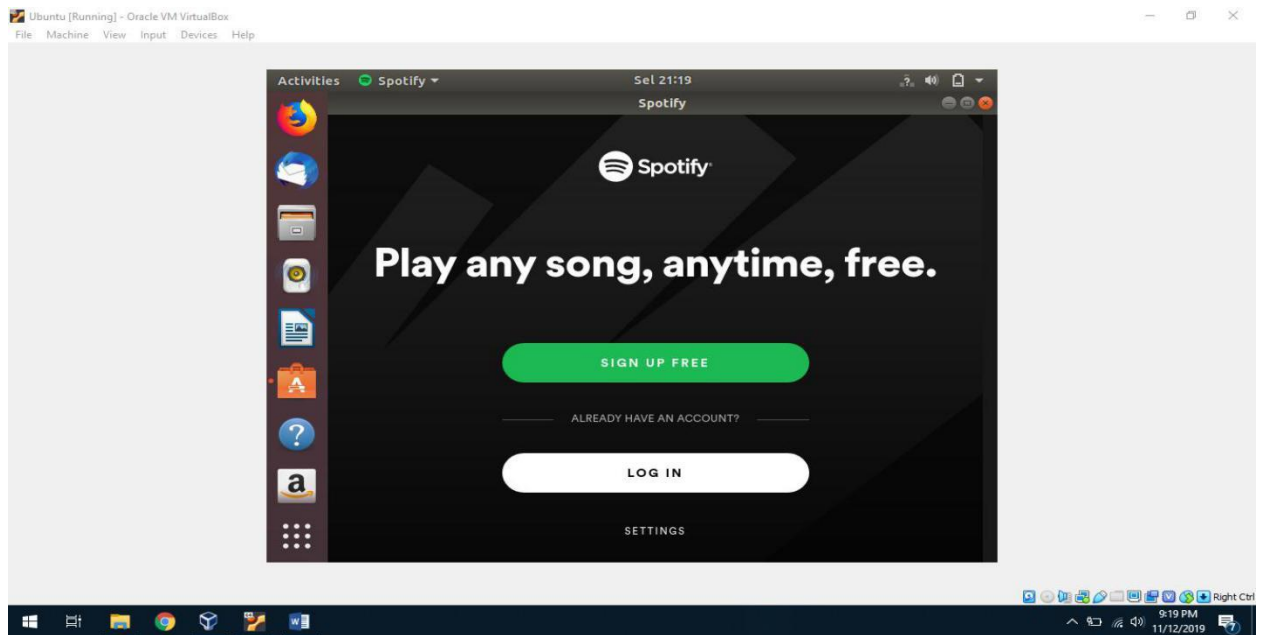 Ubuntu [Running] - Oracle VM VirtualBox
File Machine View Input Devices Help
Activities Spotify Sel 21:19
Spotify
Spotify
Play any song, anytime, free.
SIGN UP FREE
ALREADY HAVE AN ACCOUNT?
LOG IN
SETTINGS
Right Ctrl
9:19 PM
11/12/2019